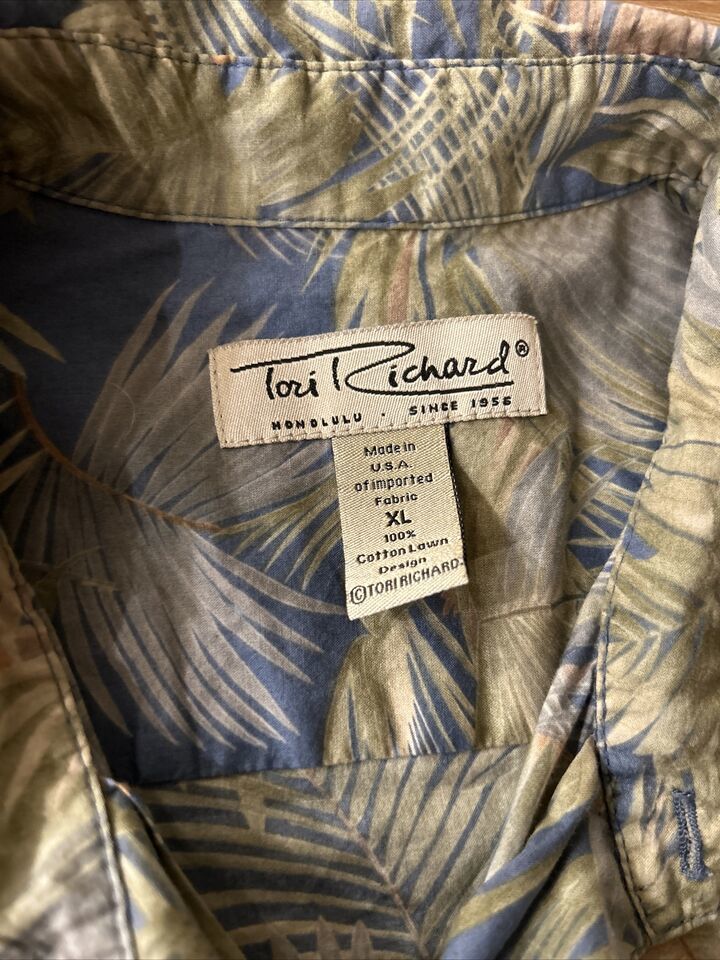 Tori Richard®
HONOLULU . SINCE 1956
Made in
U.S.A.
of imported
Fabric
XL
100%
Cotton Lawn
Design
©TORI RICHARD